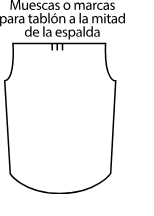 Muescas o marcas
para tablón a la mitad
de la espalda